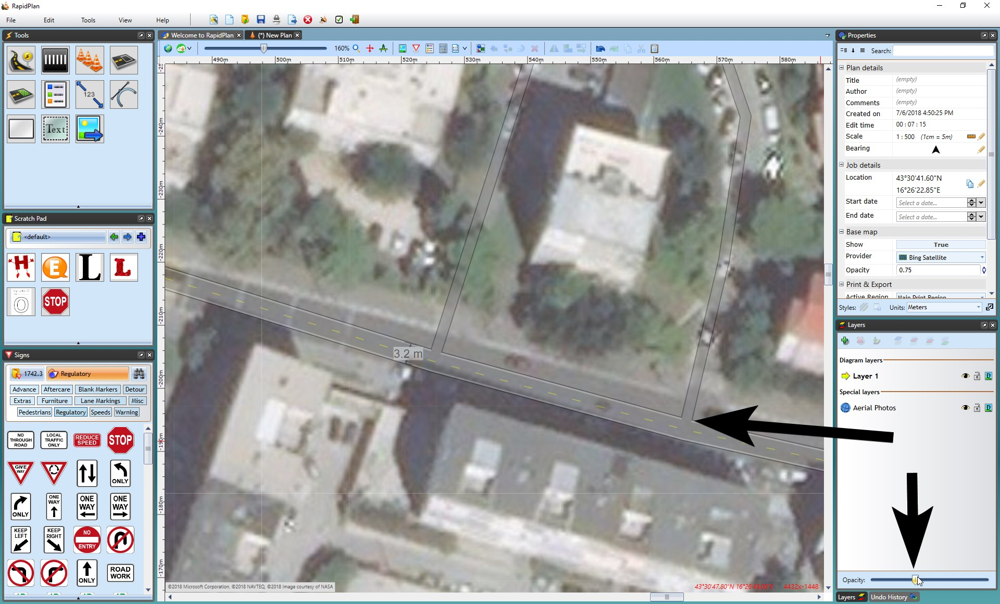 RapidPlan
File Edit Tools View Help
Tools
Welcome to RapidPlan (*) New Plan
Properties
160%
Search:
490m 500m 510m 520m 530m 540m 550m 560m 570m 580m
123
Text
Plan details
Title (empty)
Author (empty)
Comments (empty)
Created on 7/6/2018 4:50:25 PM
Edit time 00 : 07 : 15
Scale 1 : 500 (1cm = 5m)
Bearing
Job details
Location 43°30'41.60"N
16°26'22.85"E
Start date Select a date...
End date Select a date...
Base map
Show True
Provider Bing Satellite
Opacity 0.75
Print & Export
Active Region Main Print Region
Styles: Units: Meters
-240m
-230m
-220m
-210m
-200m
-190m
-180m
-170m
Scratch Pad
<default>
H E L L
O STOP
Signs
1742.3 Regulatory
Advance Aftercare Blank Markers Detour
Extras Furniture Lane Markings Misc
Pedestrians Regulatory Speeds Warning
NO THROUGH ROAD
LOCAL TRAFFIC ONLY
REDUCE SPEED
STOP
GIVE WAY
ONLY
ONLY
ONE WAY
ONE WAY
ONE WAY
KEEP LEFT
KEEP RIGHT
NO ENTRY
ONLY
ROAD WORK
3.2 m
Layers
Diagram layers
Layer 1
Special layers
Aerial Photos
Opacity:
Layers Undo History
©2018 Microsoft Corporation, ©2018 NAVTEQ, ©2018 Image courtesy of NASA
43°30'47.80"N 16°26'49.00"E 4432x-1448